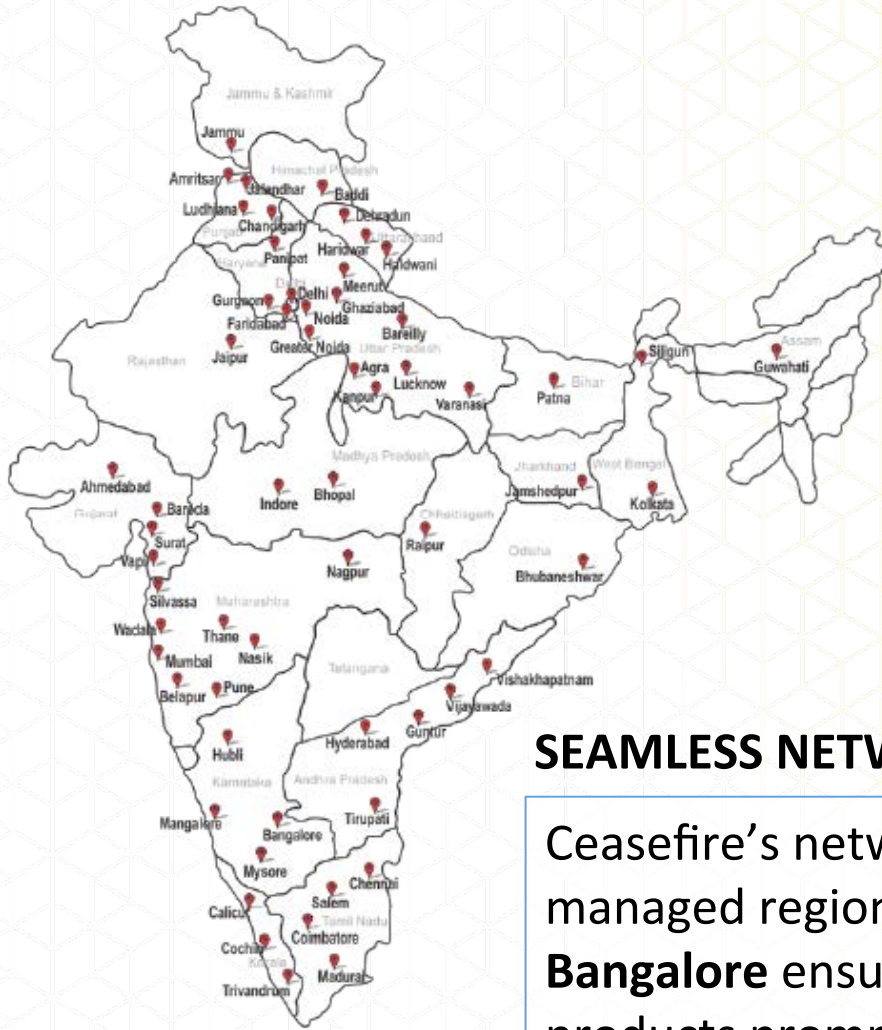 Jammu & Kashmir
Jammu
Himachal Pradesh
Amritsar
Jalandhar
Baddi
Ludhiana
Dehradun
Chandigarh
Punjab
Uttarakhand
Haridwar
Panipat
Haldwani
Haryana
Meerut
Delhi
Delhi
Gurgaon
Ghaziabad
Faridabad
Noida
Bareilly
Greater Noida
Uttar Pradesh
Jaipur
Rajasthan
Agra
Lucknow
Kanpur
Varanasi
Patna
Bihar
Siliguri
Assam
Guwahati
Madhya Pradesh
Ahmedabad
Indore
Bhopal
Jharkhand
West Bengal
Jamshedpur
Kolkata
Gujarat
Baroda
Chhattisgarh
Surat
Raipur
Odisha
Vapi
Nagpur
Bhubaneshwar
Silvassa
Maharashtra
Wadala
Thane
Nasik
Mumbai
Telangana
Belapur
Pune
Vishakhapatnam
Vijayawada
Guntur
Hyderabad
Hubli
Karnataka
Andhra Pradesh
Mangalore
Bangalore
Tirupati
Mysore
Chennai
Salem
Calicut
Tamil Nadu
Coimbatore
Cochin
Kerala
Madurai
Trivandrum
SEAMLESS NETW
Ceasefire’s netw
managed region
Bangalore ensu